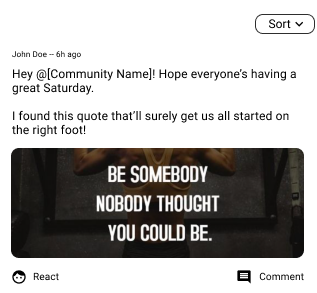 Sort
John Doe – 6h ago
Hey @[Community Name]! Hope everyone's having a
great Saturday.
I found this quote that'll surely get us all started on
the right foot!
BE SOMEBODY
NOBODY THOUGHT
YOU COULD BE.
React
Comment